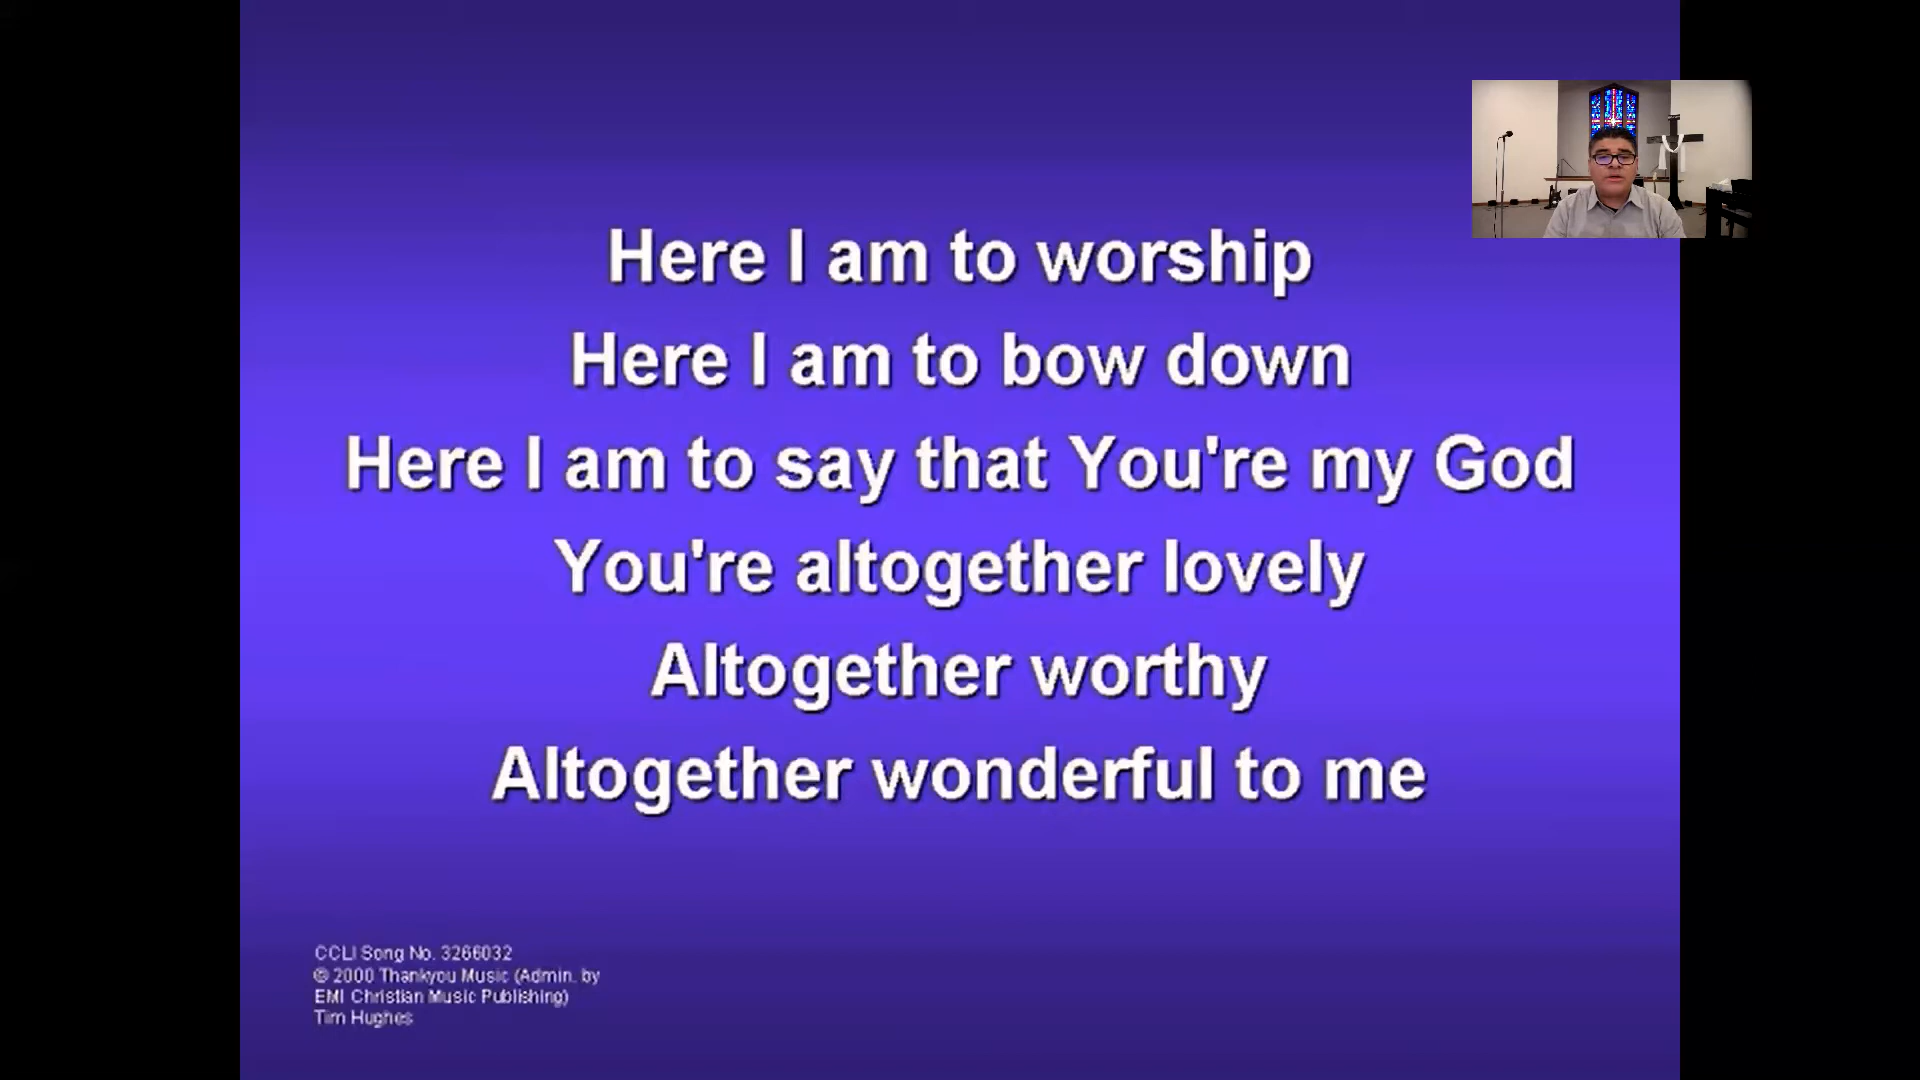 Here I am to worship
Here I am to bow down
Here I am to say that You're my God
You're altogether lovely
Altogether worthy
Altogether wonderful to me
CCLI Song No. 3266032
© 2000 Thankyou Music (Admin. by
EMI Christian Music Publishing)
Tim Hughes